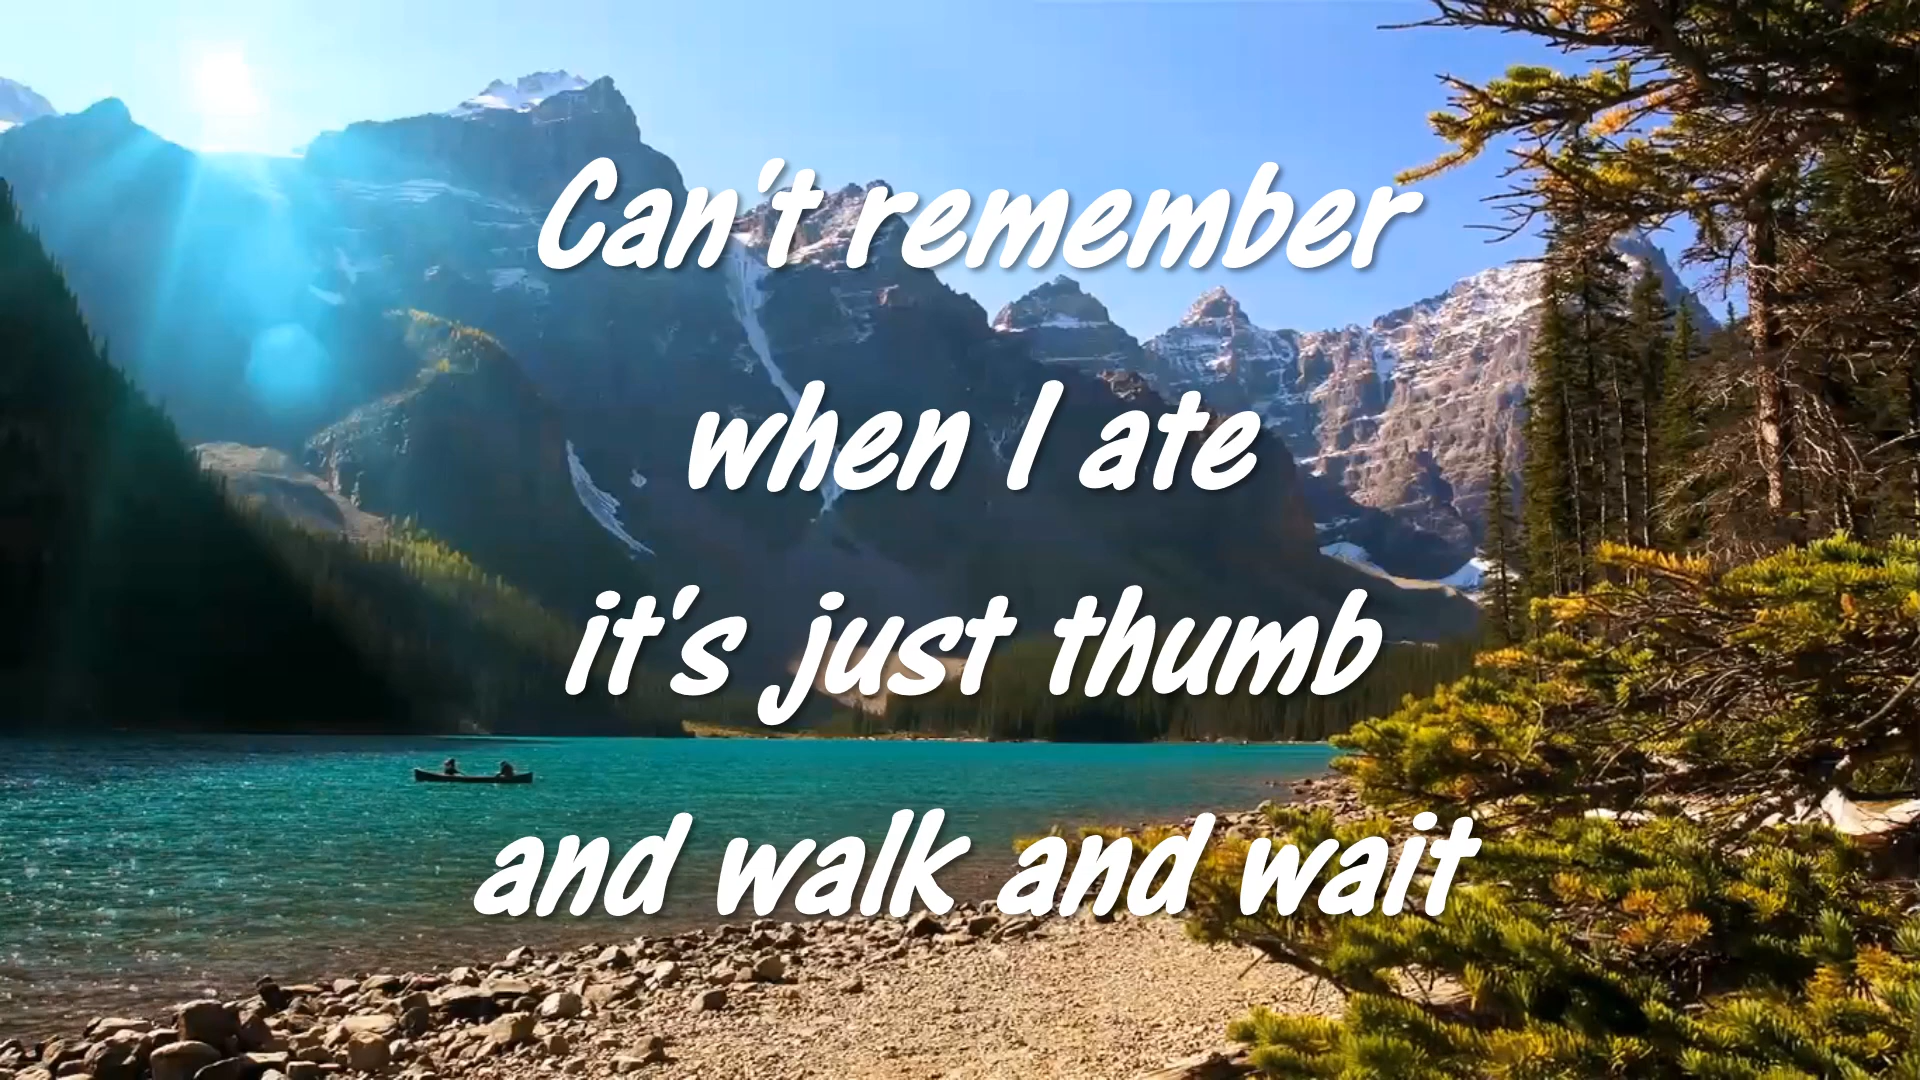 Can't remember
when I ate
it's just thumb
and walk and wait